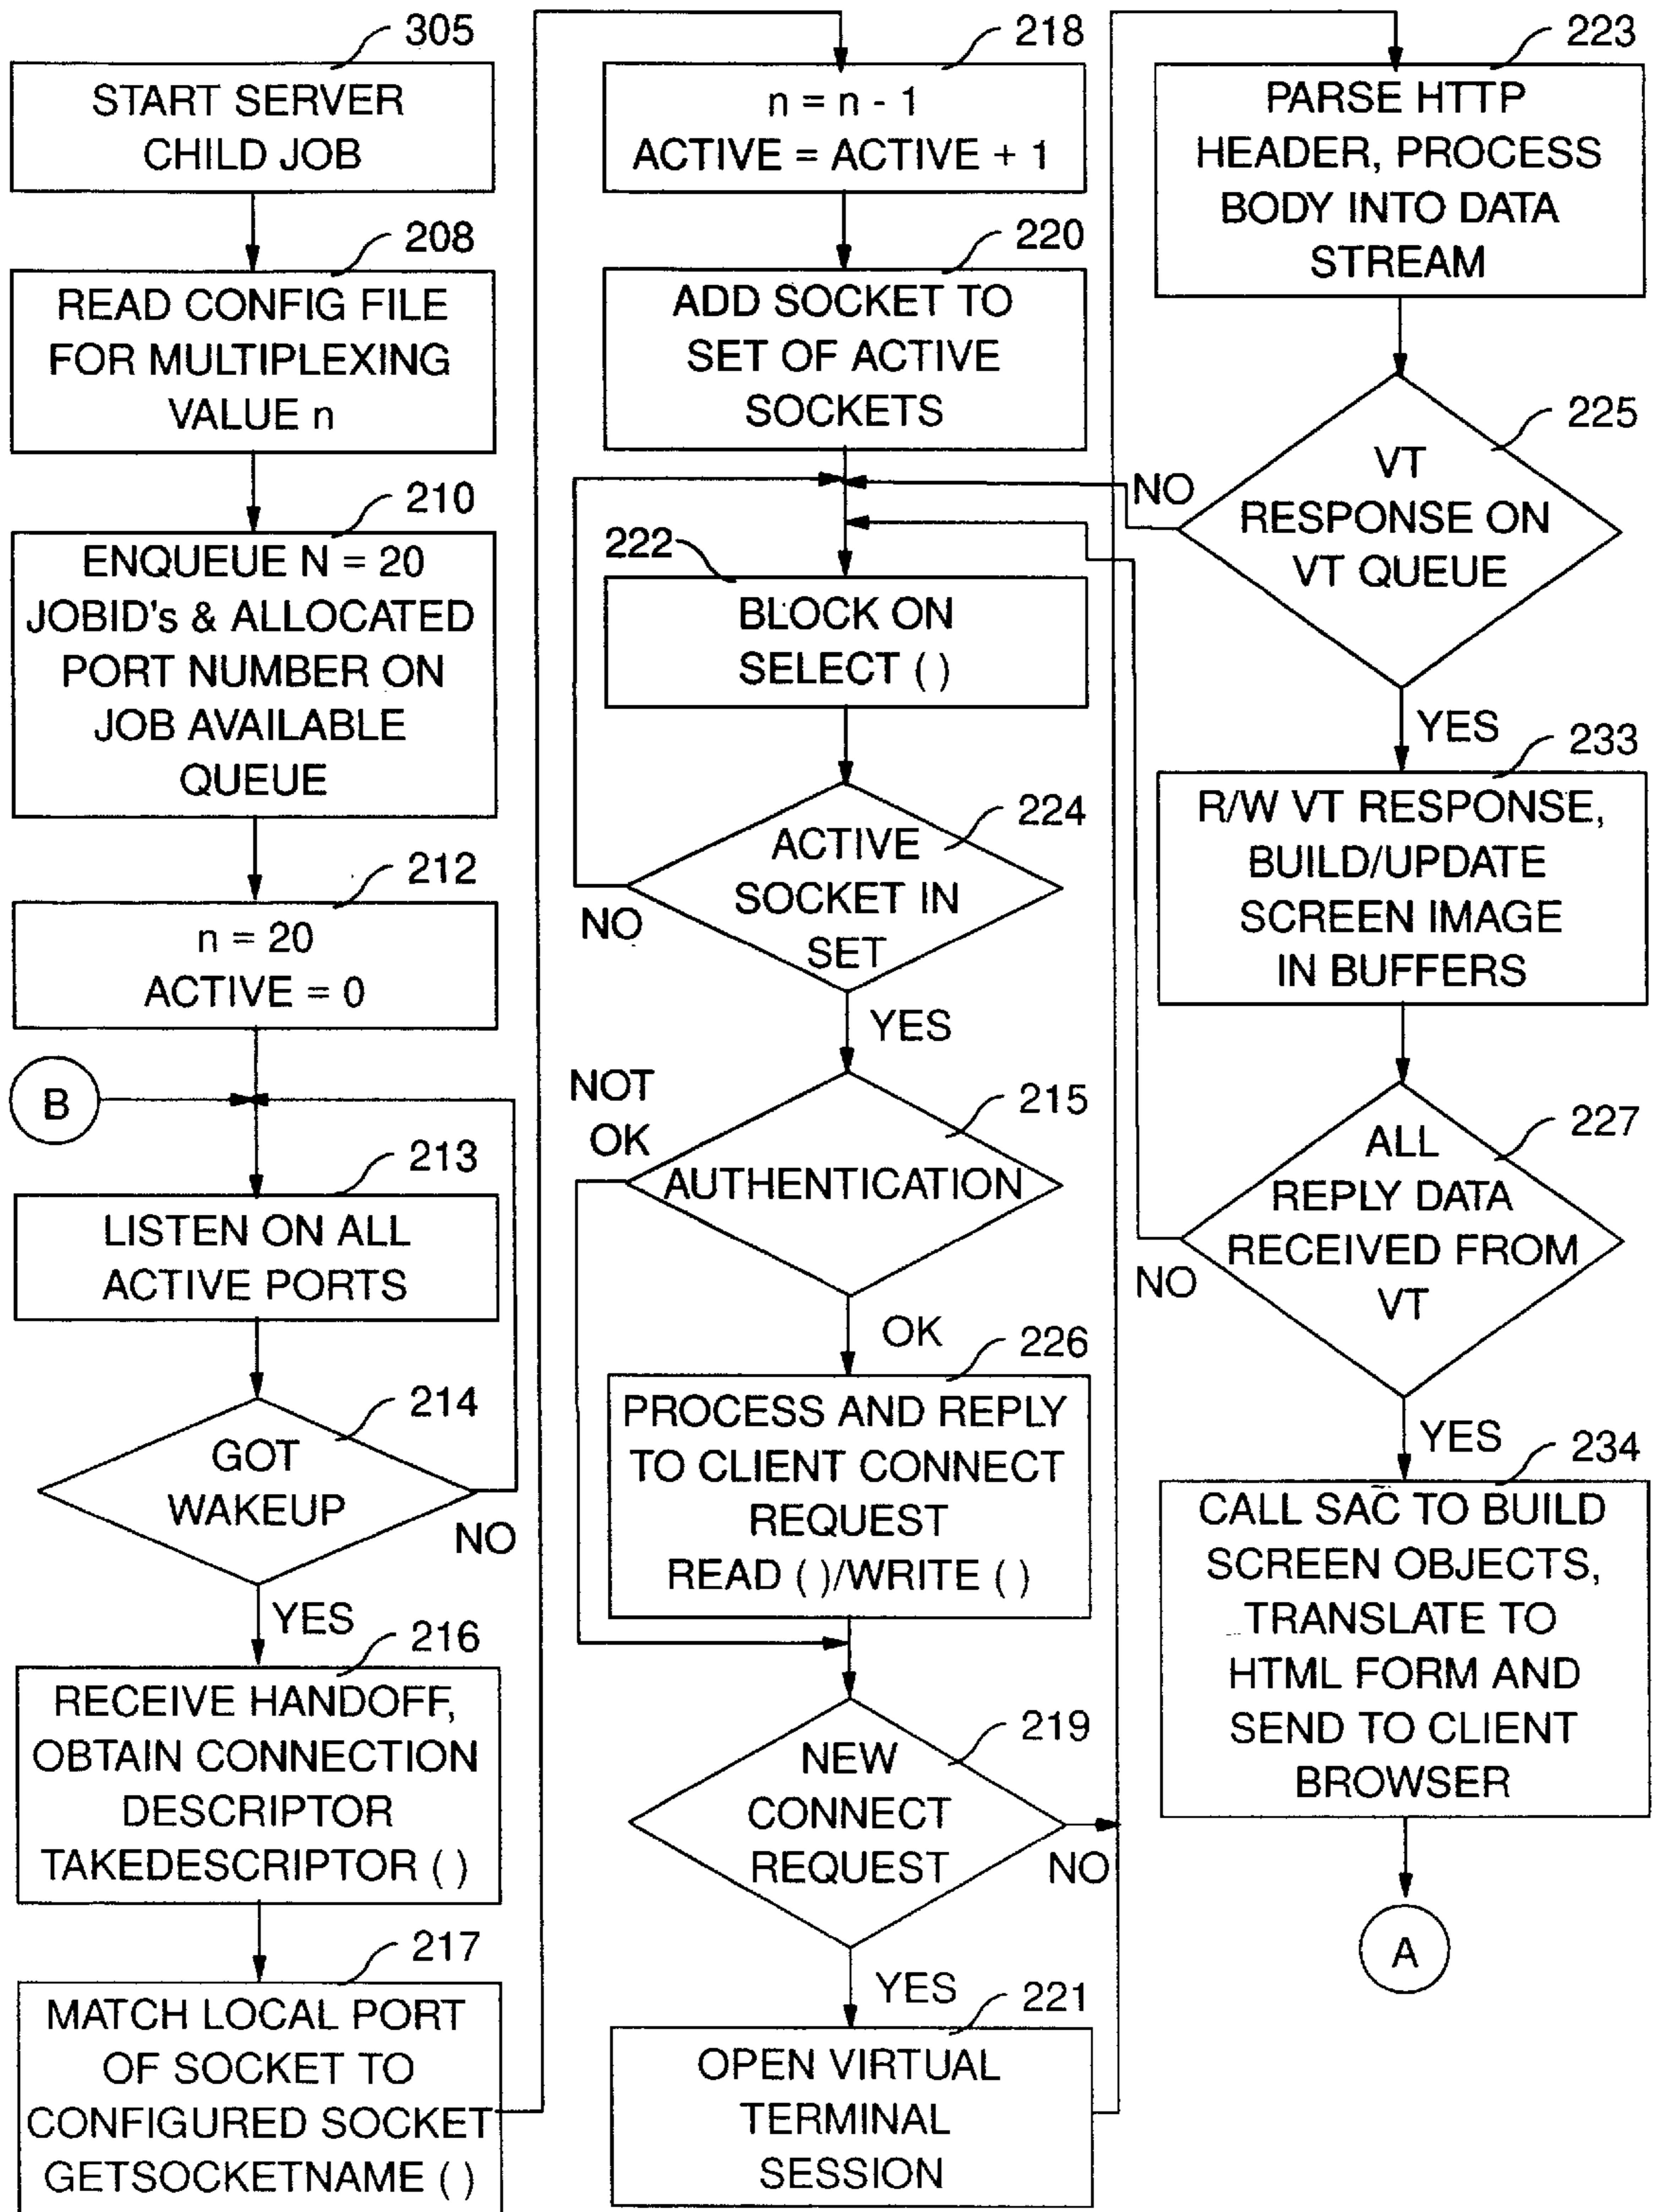 305
START SERVER
CHILD JOB
208
READ CONFIG FILE
FOR MULTIPLEXING
VALUE n
210
ENQUEUE N = 20
JOBID's & ALLOCATED
PORT NUMBER ON
JOB AVAILABLE
QUEUE
212
n = 20
ACTIVE = 0
B
213
LISTEN ON ALL
ACTIVE PORTS
214
GOT
WAKEUP
NO
YES
216
RECEIVE HANDOFF,
OBTAIN CONNECTION
DESCRIPTOR
TAKEDESCRIPTOR ( )
217
MATCH LOCAL PORT
OF SOCKET TO
CONFIGURED SOCKET
GETSOCKETNAME ( )
218
n = n - 1
ACTIVE = ACTIVE + 1
220
ADD SOCKET TO
SET OF ACTIVE
SOCKETS
222
BLOCK ON
SELECT ( )
224
ACTIVE
SOCKET IN
SET
NO
YES
NOT
OK
215
AUTHENTICATION
OK
226
PROCESS AND REPLY
TO CLIENT CONNECT
REQUEST
READ ( )/WRITE ( )
219
NEW
CONNECT
REQUEST
NO
YES
221
OPEN VIRTUAL
TERMINAL
SESSION
223
PARSE HTTP
HEADER, PROCESS
BODY INTO DATA
STREAM
225
VT
RESPONSE ON
VT QUEUE
NO
YES
233
R/W VT RESPONSE,
BUILD/UPDATE
SCREEN IMAGE
IN BUFFERS
227
ALL
REPLY DATA
RECEIVED FROM
VT
NO
YES
234
CALL SAC TO BUILD
SCREEN OBJECTS,
TRANSLATE TO
HTML FORM AND
SEND TO CLIENT
BROWSER
A